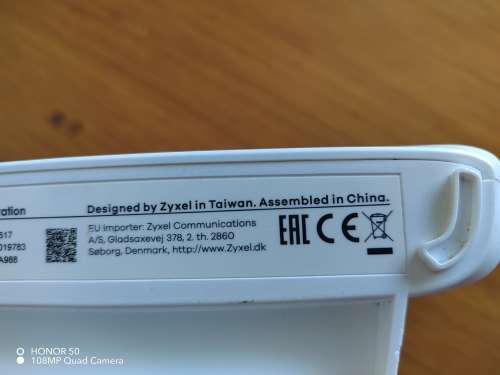 ration
Designed by Zyxel in Taiwan. Assembled in China.
517
019783
A988
EU Importer: Zyxel Communications
A/S, Gladsaxevej 378, 2. th. 2860
Søborg, Denmark, http://www.Zyxel.dk
EAC CE
HONOR 50
108MP Quad Camera